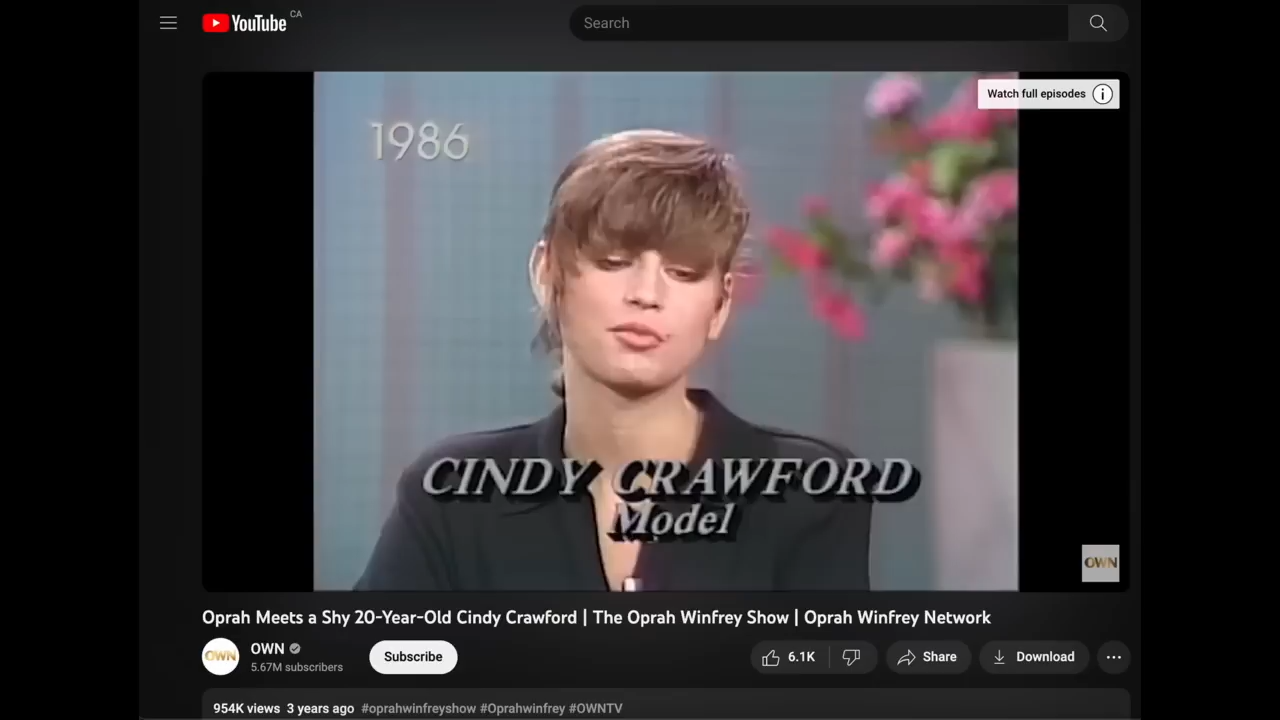 YouTube CA
Search
Watch full episodes
1986
CINDY CRAWFORD
Model
OWN
Oprah Meets a Shy 20-Year-Old Cindy Crawford | The Oprah Winfrey Show | Oprah Winfrey Network
OWN
OWN
5.67M subscribers
Subscribe
6.1K
Share
Download
954K views 3 years ago #oprahwinfreyshow #Oprahwinfrey #OWNTV